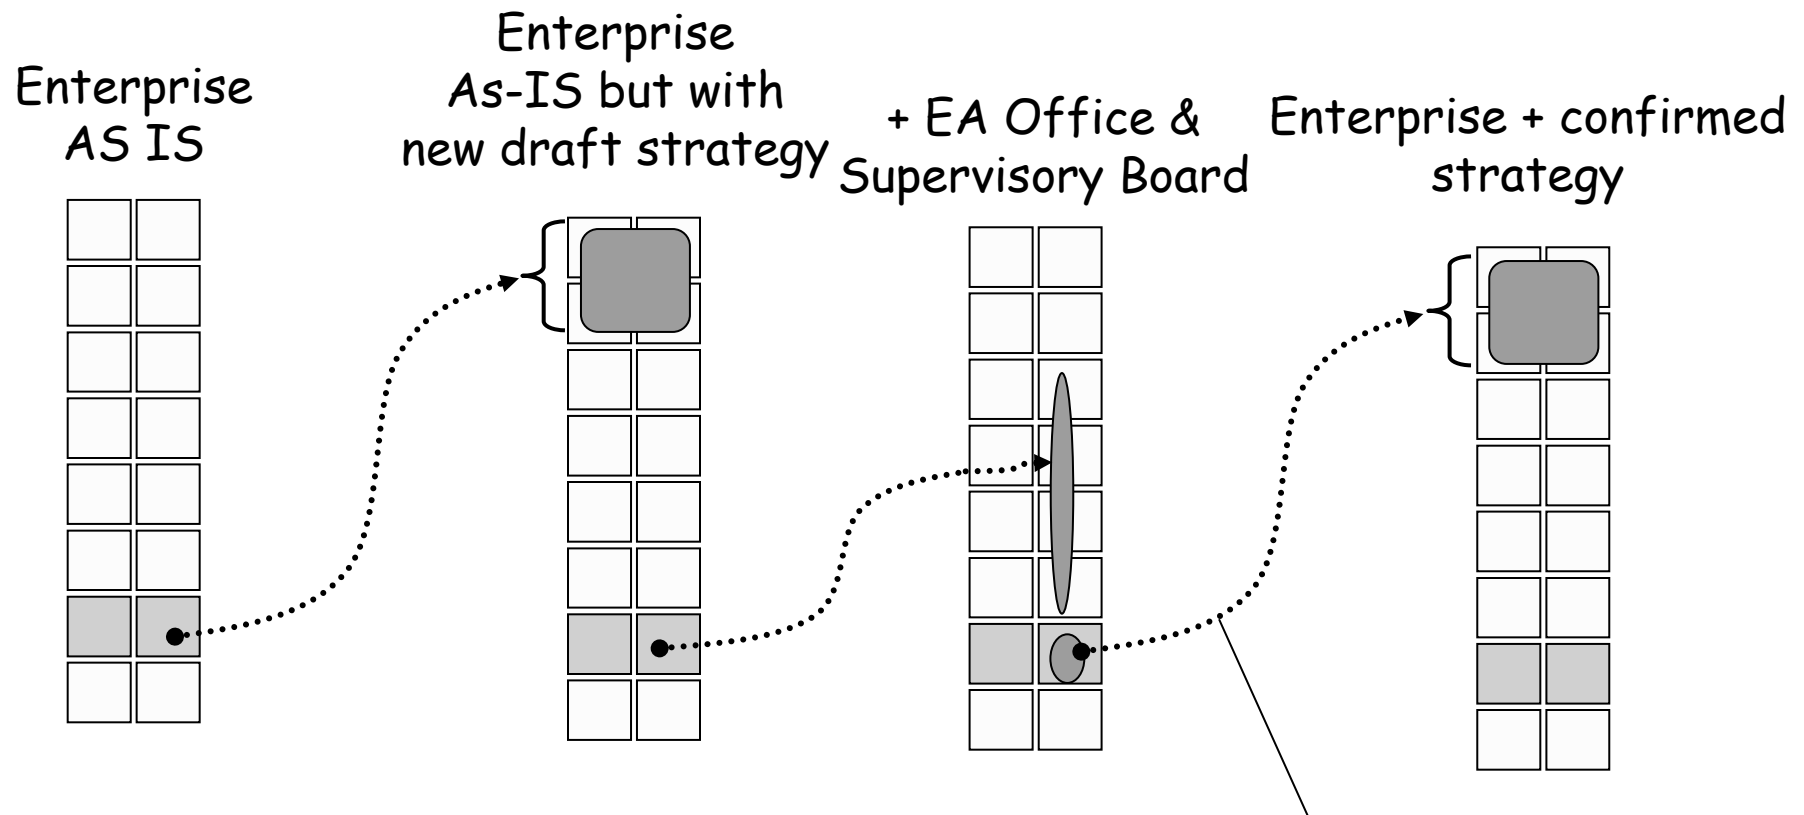 Enterprise
AS IS
Enterprise
As-IS but with
new draft strategy
+ EA Office &
Supervisory Board
Enterprise + confirmed
strategy